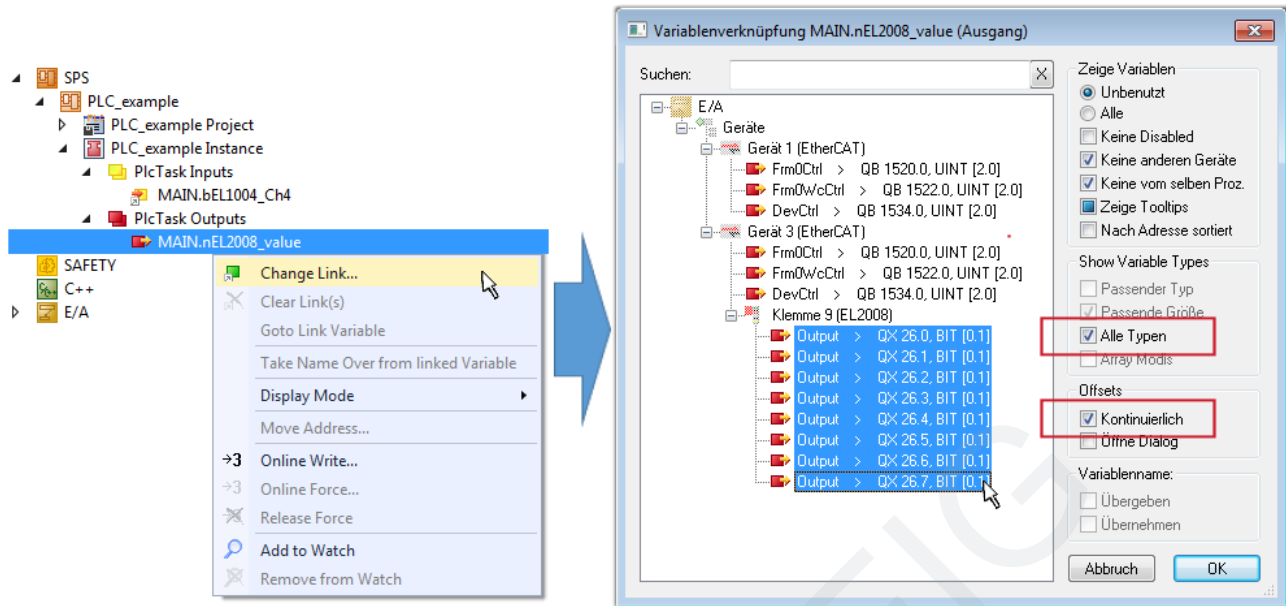 SPS
PLC_example
PLC_example Project
PLC_example Instance
PlcTask Inputs
MAIN.bEL1004_Ch4
PlcTask Outputs
MAIN.nEL2008_value
SAFETY
C++
E/A
Change Link...
Clear Link(s)
Goto Link Variable
Take Name Over from linked Variable
Display Mode
Move Address...
Online Write...
Online Force...
Release Force
Add to Watch
Remove from Watch
Variablenverknüpfung MAIN.nEL2008_value (Ausgang)
Suchen:
X
E/A
Geräte
Gerät 1 (EtherCAT)
Frm0Ctrl > QB 1520.0, UINT [2.0]
Frm0WcCtrl > QB 1522.0, UINT [2.0]
DevCtrl > QB 1534.0, UINT [2.0]
Gerät 3 (EtherCAT)
Frm0Ctrl > QB 1520.0, UINT [2.0]
Frm0WcCtrl > QB 1522.0, UINT [2.0]
DevCtrl > QB 1534.0, UINT [2.0]
Klemme 9 (EL2008)
Output > QX 26.0, BIT [0.1]
Output > QX 26.1, BIT [0.1]
Output > QX 26.2, BIT [0.1]
Output > QX 26.3, BIT [0.1]
Output > QX 26.4, BIT [0.1]
Output > QX 26.5, BIT [0.1]
Output > QX 26.6, BIT [0.1]
Output > QX 26.7, BIT [0.1]
Zeige Variablen
Unbenutzt
Alle
Keine Disabled
Keine anderen Geräte
Keine vom selben Proz.
Zeige Tooltips
Nach Adresse sortiert
Show Variable Types
Passender Typ
Passende Größe
Alle Typen
Array Modis
Offsets
Kontinuierlich
Öffne Dialog
Variablenname:
Übergeben
Übernehmen
Abbruch
OK